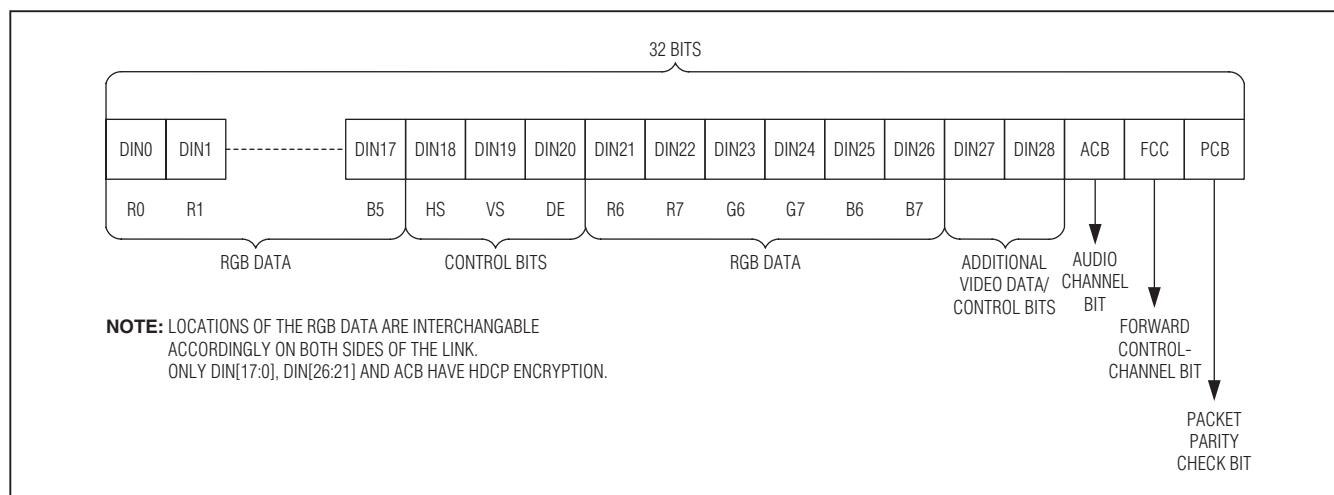 32 BITS
DIN0 DIN1 DIN17 DIN18 DIN19 DIN20 DIN21 DIN22 DIN23 DIN24 DIN25 DIN26 DIN27 DIN28 ACB FCC PCB
R0 R1 B5 HS VS DE R6 R7 G6 G7 B6 B7
RGB DATA
CONTROL BITS
RGB DATA
ADDITIONAL
VIDEO DATA/
CONTROL BITS
AUDIO
CHANNEL
BIT
FORWARD
CONTROL-
CHANNEL BIT
PACKET
PARITY
CHECK BIT
NOTE: LOCATIONS OF THE RGB DATA ARE INTERCHANGABLE
ACCORDINGLY ON BOTH SIDES OF THE LINK.
ONLY DIN[17:0], DIN[26:21] AND ACB HAVE HDCP ENCRYPTION.